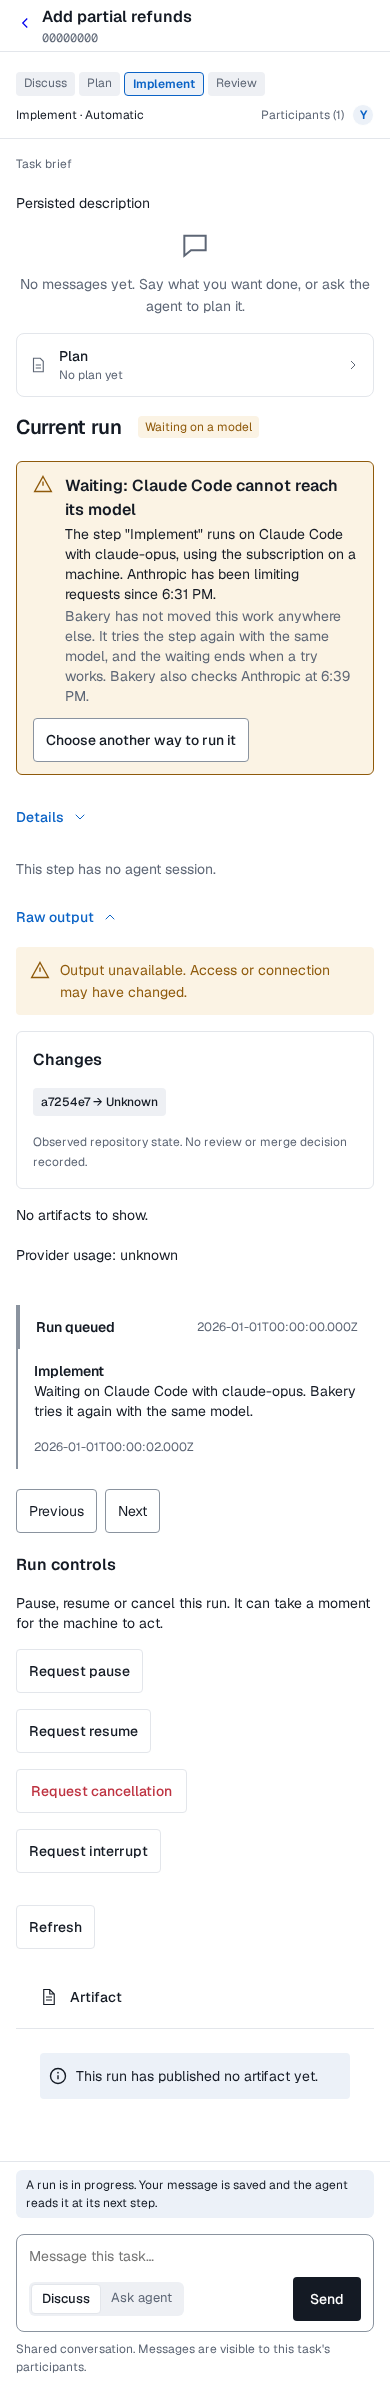 Add partial refunds
00000000
Discuss
Plan
Implement
Review
Implement · Automatic
Participants (1)
Y
Task brief
Persisted description
No messages yet. Say what you want done, or ask the
agent to plan it.
Plan
No plan yet
Current run
Waiting on a model
Waiting: Claude Code cannot reach
its model
The step "Implement" runs on Claude Code
with claude-opus, using the subscription on a
machine. Anthropic has been limiting
requests since 6:31 PM.
Bakery has not moved this work anywhere
else. It tries the step again with the same
model, and the waiting ends when a try
works. Bakery also checks Anthropic at 6:39
PM.
Choose another way to run it
Details
This step has no agent session.
Raw output
Output unavailable. Access or connection
may have changed.
Changes
a7254e7 → Unknown
Observed repository state. No review or merge decision
recorded.
No artifacts to show.
Provider usage: unknown
Run queued
2026-01-01T00:00:00.000Z
Implement
Waiting on Claude Code with claude-opus. Bakery
tries it again with the same model.
2026-01-01T00:00:02.000Z
Previous
Next
Run controls
Pause, resume or cancel this run. It can take a moment
for the machine to act.
Request pause
Request resume
Request cancellation
Request interrupt
Refresh
Artifact
This run has published no artifact yet.
A run is in progress. Your message is saved and the agent
reads it at its next step.
Message this task...
Discuss
Ask agent
Send
Shared conversation. Messages are visible to this task's
participants.